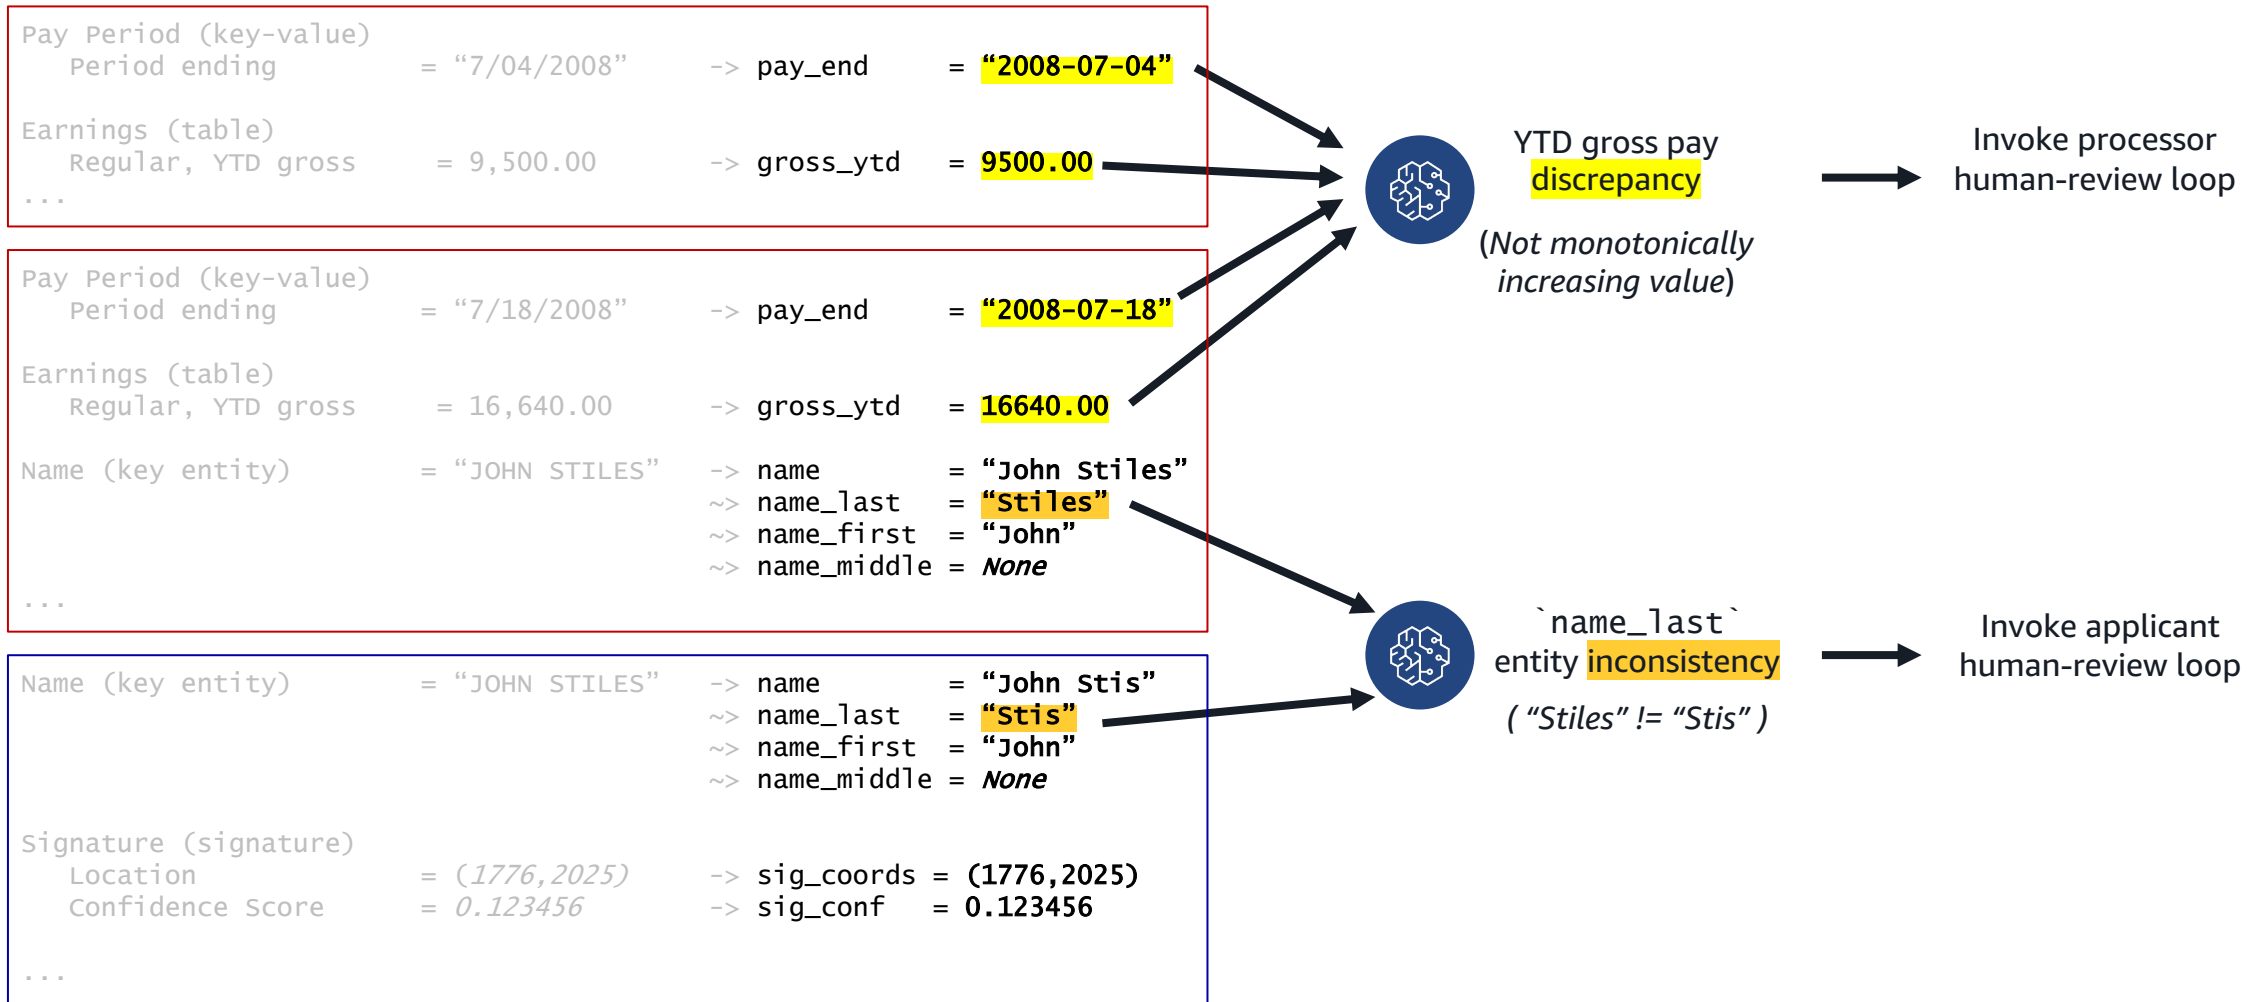 Pay Period (key-value)
Period ending = “7/04/2008” -> pay_end = “2008-07-04”
Earnings (table)
Regular, YTD gross = 9,500.00 -> gross_ytd = 9500.00
...
Pay Period (key-value)
Period ending = “7/18/2008” -> pay_end = “2008-07-18”
Earnings (table)
Regular, YTD gross = 16,640.00 -> gross_ytd = 16640.00
Name (key entity) = “JOHN STILES” -> name = “John Stiles”
~> name_last = “Stiles”
~> name_first = “John”
~> name_middle = None
...
Name (key entity) = “JOHN STILES” -> name = “John Stis”
~> name_last = “Stis”
~> name_first = “John”
~> name_middle = None
Signature (signature)
Location = (1776,2025) -> sig_coords = (1776,2025)
Confidence Score = 0.123456 -> sig_conf = 0.123456
...
YTD gross pay
discrepancy
(Not monotonically
increasing value)
Invoke processor
human-review loop
`name_last`
entity inconsistency
( “Stiles” != “Stis” )
Invoke applicant
human-review loop